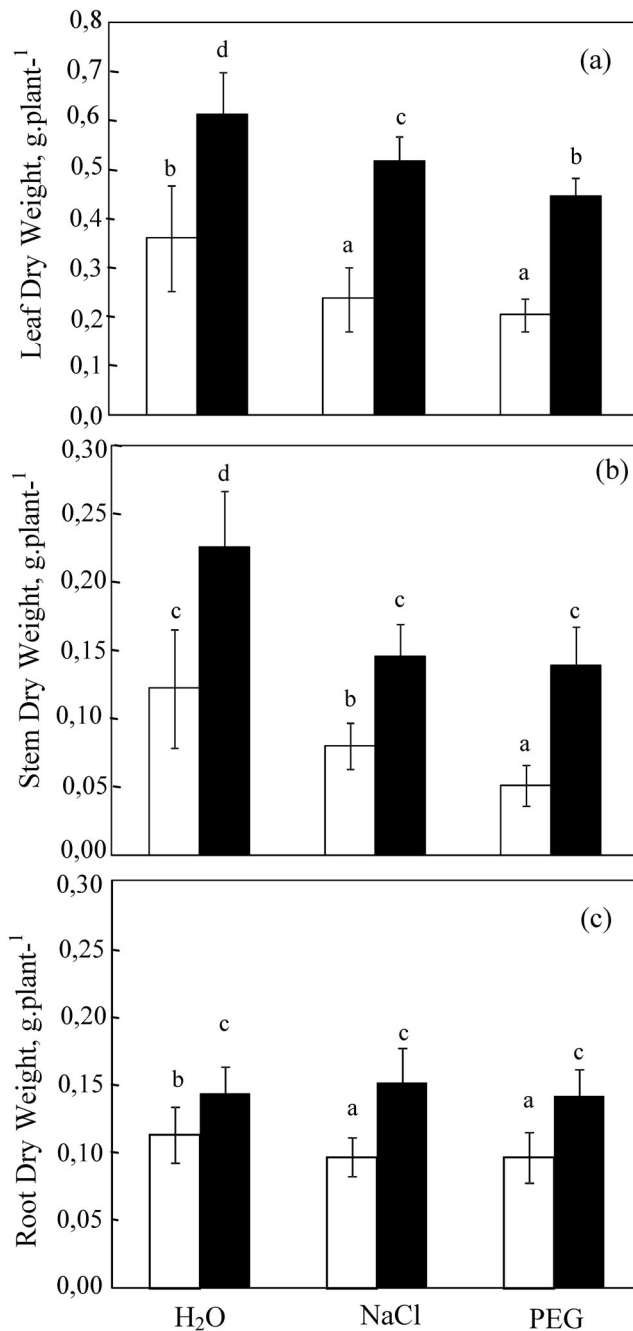 (a)
Leaf Dry Weight, g.plant-¹
0,8
0,7
0,6
0,5
0,4
0,3
0,2
0,1
0,0
b
d
a
c
a
b
(b)
Stem Dry Weight, g.plant-¹
0,30
0,25
0,20
0,15
0,10
0,05
0,00
c
d
b
c
a
c
(c)
Root Dry Weight, g.plant-¹
0,30
0,25
0,20
0,15
0,10
0,05
0,00
b
c
a
c
a
c
H₂O NaCl PEG